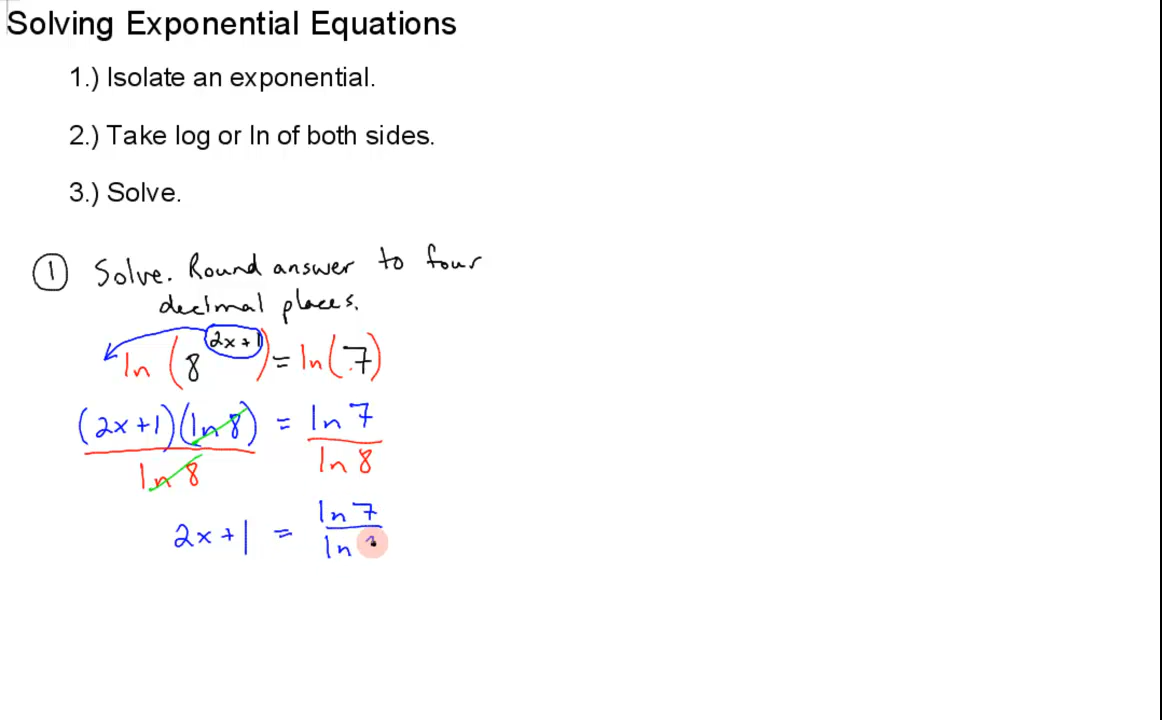 Solving Exponential Equations
1.) Isolate an exponential.
2.) Take log or ln of both sides.
3.) Solve.
① Solve. Round answer to four
decimal places.
ln (8^(2x+1)) = ln(7)
(2x+1)(ln 8) / ln 8 = ln 7 / ln 8
2x+1 = ln 7 / ln